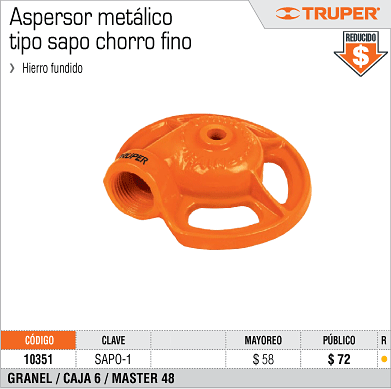 Aspersor metálico
tipo sapo chorro fino
› Hierro fundido
TRUPER®
REDUCIDO
$
TRUPER
CÓDIGO CLAVE MAYOREO PÚBLICO R
10351 SAPO-1 $ 58 $ 72
GRANEL / CAJA 6 / MASTER 48